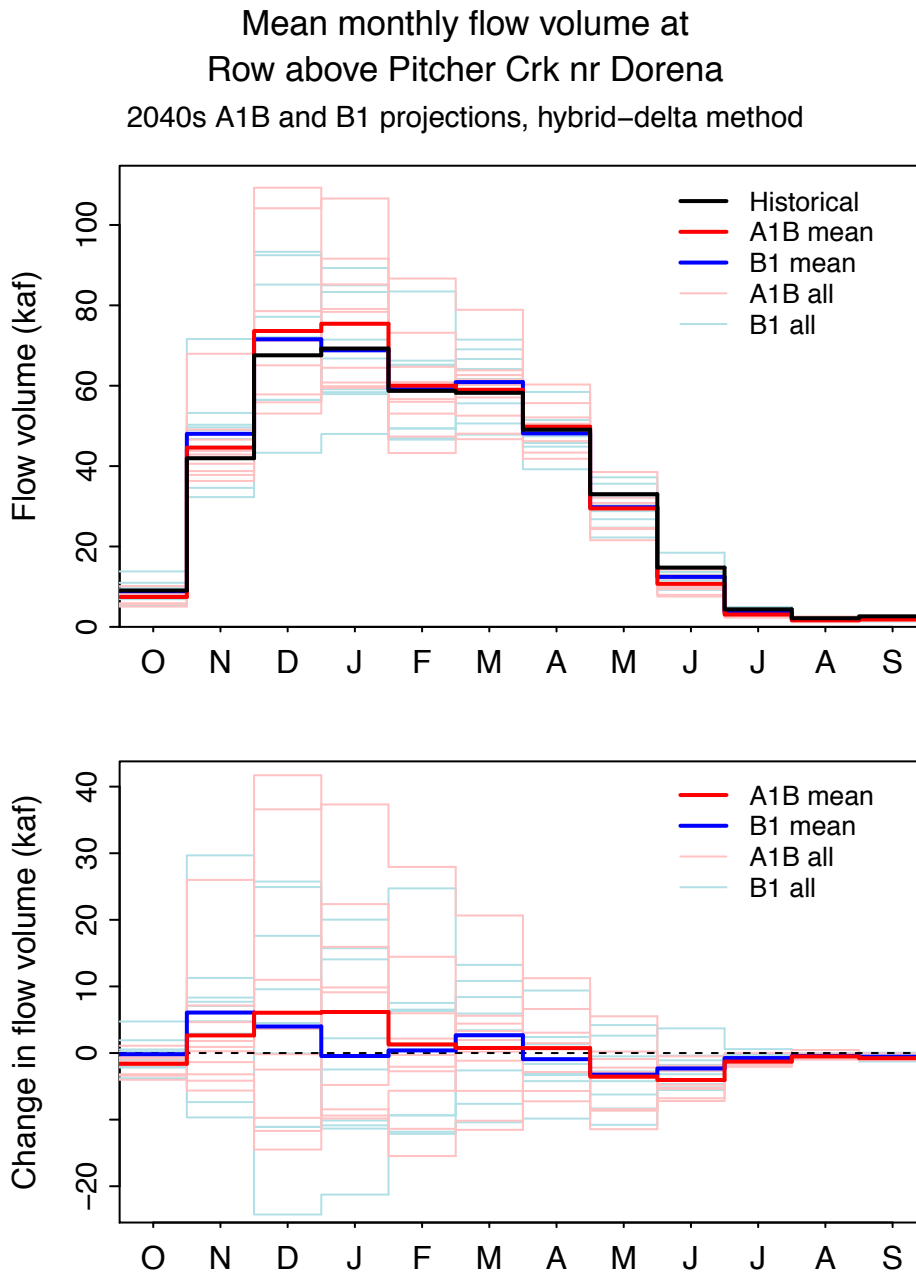 Mean monthly flow volume at
Row above Pitcher Crk nr Dorena
2040s A1B and B1 projections, hybrid−delta method
Flow volume (kaf)
100
80
60
40
20
0
Historical
A1B mean
B1 mean
A1B all
B1 all
O N D J F M A M J J A S
Change in flow volume (kaf)
40
30
20
10
0
−20
A1B mean
B1 mean
A1B all
B1 all
O N D J F M A M J J A S